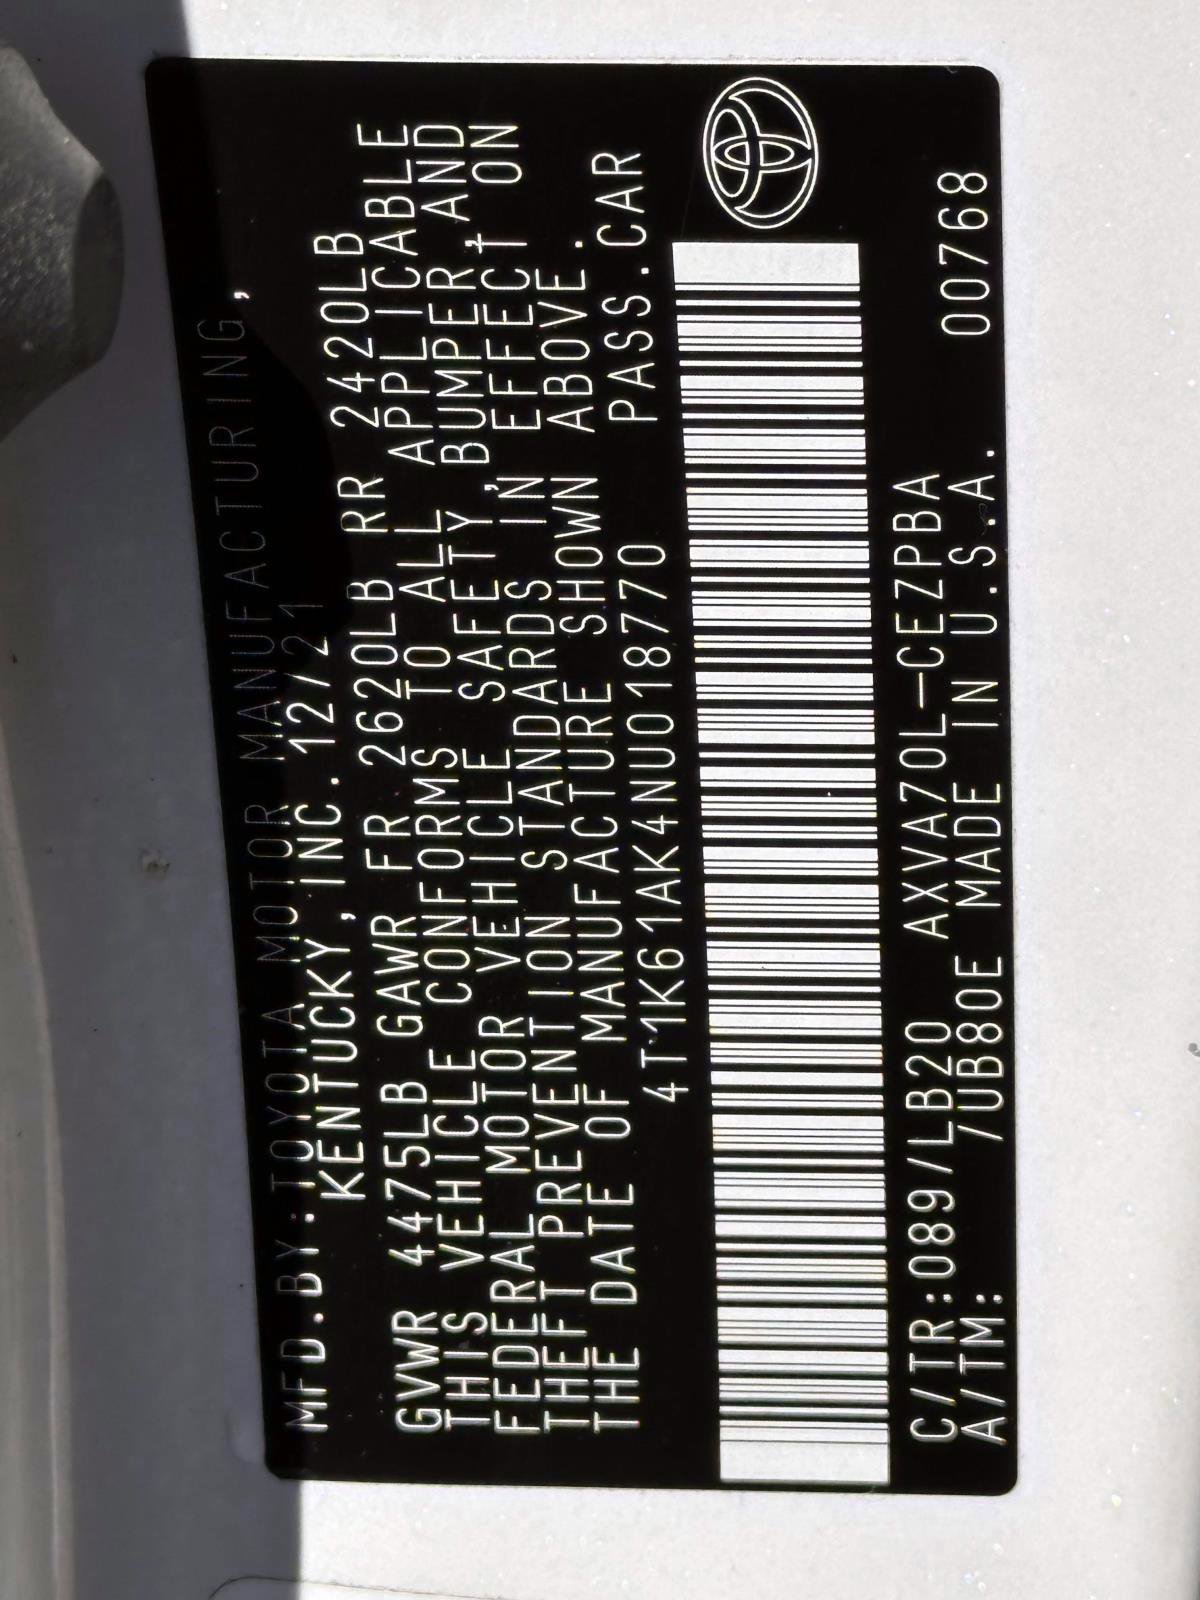 MFD.BY:TOYOTA MOTOR MANUFACTURING,
KENTUCKY, INC. 12/21
GVWR 4475LB GAWR FR 2620LB RR 2420LB
THIS VEHICLE CONFORMS TO ALL APPLICABLE
FEDERAL MOTOR VEHICLE SAFETY, BUMPER, AND
THEFT PREVENTION STANDARDS IN EFFECT ON
THE DATE OF MANUFACTURE SHOWN ABOVE.
4T1K61AK4NU018770 PASS.CAR
C/TR:089/LB20 AXVA70L-CEZPBA
A/TM: /UB80E MADE IN U.S.A. 00768